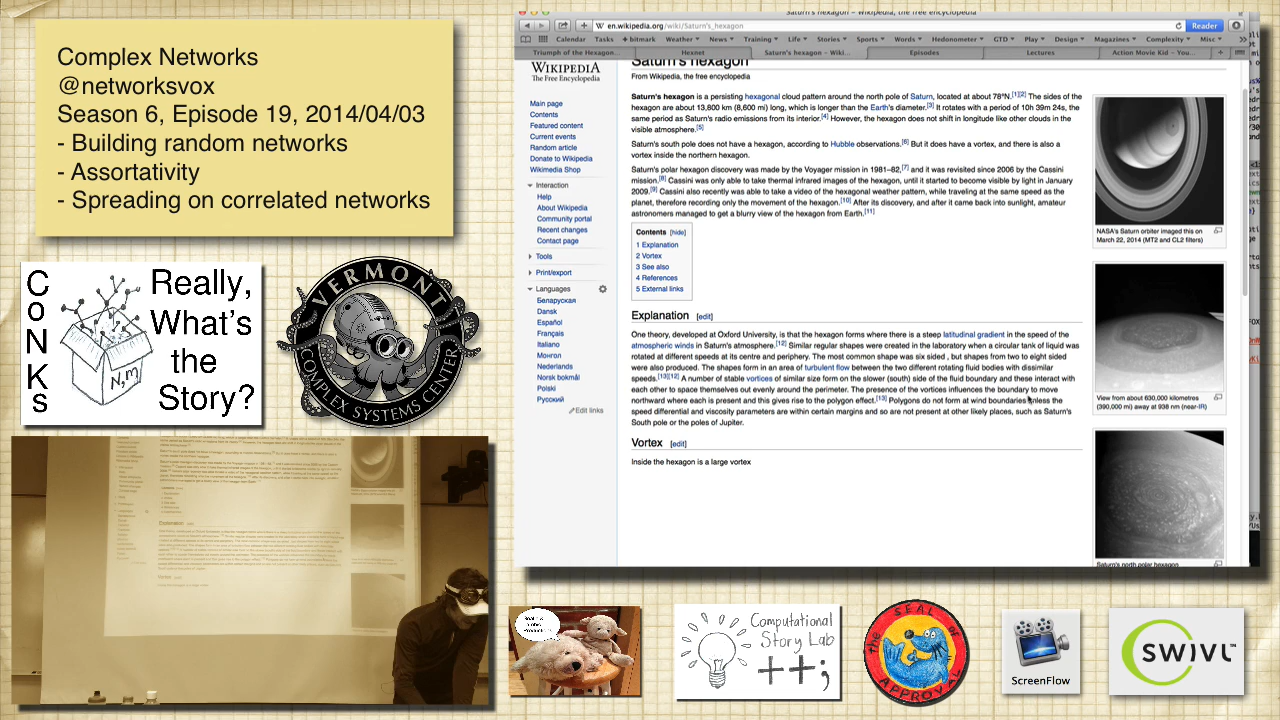 Complex Networks
@networksvox
Season 6, Episode 19, 2014/04/03
- Building random networks
- Assortativity
- Spreading on correlated networks
CoNKs
Really,
What's
the
Story?
VERMONT
COMPLEX SYSTEMS CENTER
Saturn's hexagon – Wikipedia, the free encyclopedia
en.wikipedia.org/wiki/Saturn's_hexagon
Reader
Calendar Tasks + bitmark Weather News Training Life Stories Sports Words Hedonometer GTD Play Design Magazines Complexity Misc
Triumph of the Hexagon... Hexnet Saturn's hexagon – Wiki... Episodes Lectures Action Movie Kid – You...
WIKIPEDIA
The Free Encyclopedia
Main page
Contents
Featured content
Current events
Random article
Donate to Wikipedia
Wikimedia Shop
Interaction
Help
About Wikipedia
Community portal
Recent changes
Contact page
Tools
Print/export
Languages
Беларуская
Dansk
Español
Français
Italiano
Монгол
Nederlands
Norsk bokmål
Polski
Русский
Edit links
Saturn's hexagon
From Wikipedia, the free encyclopedia
Saturn's hexagon is a persisting hexagonal cloud pattern around the north pole of Saturn, located at about 78°N.[1][2] The sides of the
hexagon are about 13,800 km (8,600 mi) long, which is longer than the Earth's diameter.[3] It rotates with a period of 10h 39m 24s, the
same period as Saturn's radio emissions from its interior.[4] However, the hexagon does not shift in longitude like other clouds in the
visible atmosphere.[5]
Saturn's south pole does not have a hexagon, according to Hubble observations.[6] But it does have a vortex, and there is also a
vortex inside the northern hexagon.
Saturn's polar hexagon discovery was made by the Voyager mission in 1981–82,[7] and it was revisited since 2006 by the Cassini
mission.[8] Cassini was only able to take thermal infrared images of the hexagon, until it started to become visible by light in January
2009.[9] Cassini also recently was able to take a video of the hexagonal weather pattern, while traveling at the same speed as the
planet, therefore recording only the movement of the hexagon.[10] After its discovery, and after it came back into sunlight, amateur
astronomers managed to get a blurry view of the hexagon from Earth.[11]
Contents [hide]
1 Explanation
2 Vortex
3 See also
4 References
5 External links
Explanation [edit]
One theory, developed at Oxford University, is that the hexagon forms where there is a steep latitudinal gradient in the speed of the
atmospheric winds in Saturn's atmosphere.[12] Similar regular shapes were created in the laboratory when a circular tank of liquid was
rotated at different speeds at its centre and periphery. The most common shape was six sided , but shapes from two to eight sided
were also produced. The shapes form in an area of turbulent flow between the two different rotating fluid bodies with dissimilar
speeds.[13][12] A number of stable vortices of similar size form on the slower (south) side of the fluid boundary and these interact with
each other to space themselves out evenly around the perimeter. The presence of the vortices influences the boundary to move
northward where each is present and this gives rise to the polygon effect.[13] Polygons do not form at wind boundaries unless the
speed differential and viscosity parameters are within certain margins and so are not present at other likely places, such as Saturn's
South pole or the poles of Jupiter.
Vortex [edit]
Inside the hexagon is a large vortex
NASA's Saturn orbiter imaged this on
March 22, 2014 (MT2 and CL2 filters)
View from about 630,000 kilometres
(390,000 mi) away at 938 nm (near-IR)
Saturn's north polar hexagon
Computational
Story Lab
++;
the SEAL of APPROVAL
ScreenFlow
SWIVL™